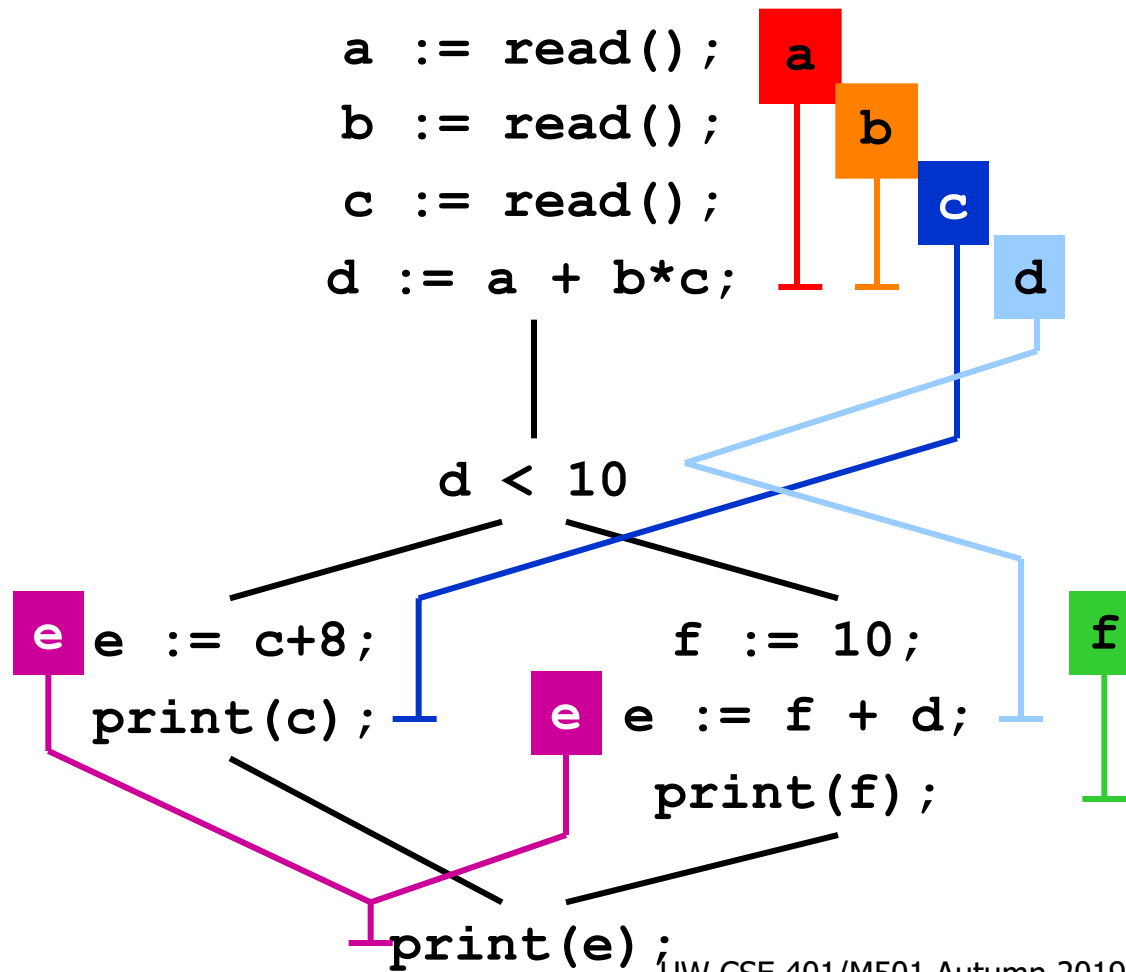 a := read(); a
b := read(); b
c := read(); c
d := a + b*c; d
d < 10
e e := c+8; f := 10; f
print(c); e e := f + d;
print(f);
print(e);
UW CSE 401/M501 Autumn 2019